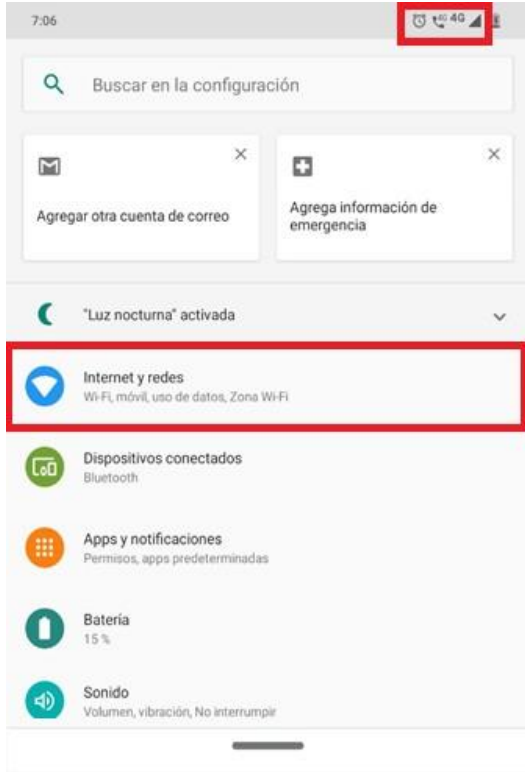 7:06
4G 4G
Buscar en la configuración
Agregar otra cuenta de correo
Agrega información de
emergencia
"Luz nocturna" activada
Internet y redes
Wi-Fi, móvil, uso de datos, Zona Wi-Fi
Dispositivos conectados
Bluetooth
Apps y notificaciones
Permisos, apps predeterminadas
Batería
15 %
Sonido
Volumen, vibración, No interrumpir